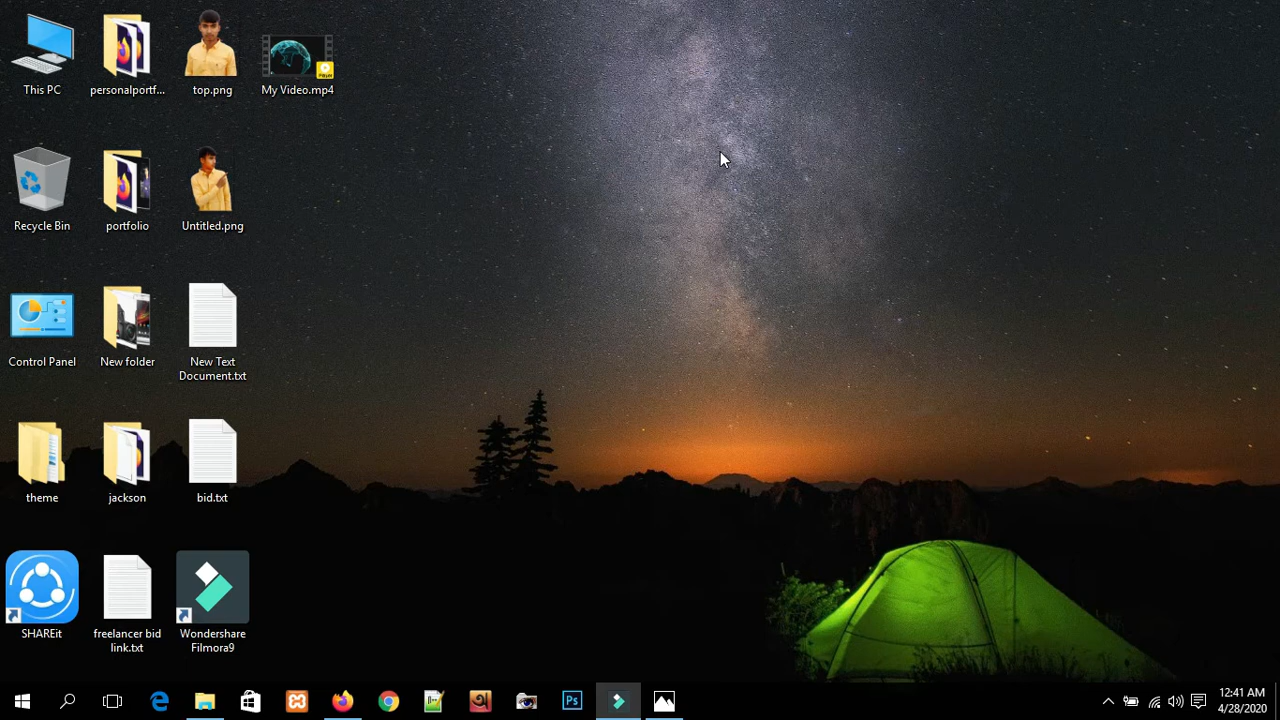 This PC
personalportf...
top.png
My Video.mp4
Recycle Bin
portfolio
Untitled.png
Control Panel
New folder
New Text
Document.txt
theme
jackson
bid.txt
SHAREit
freelancer bid
link.txt
Wondershare
Filmora9
Ps
অ
12:41 AM
4/28/2020